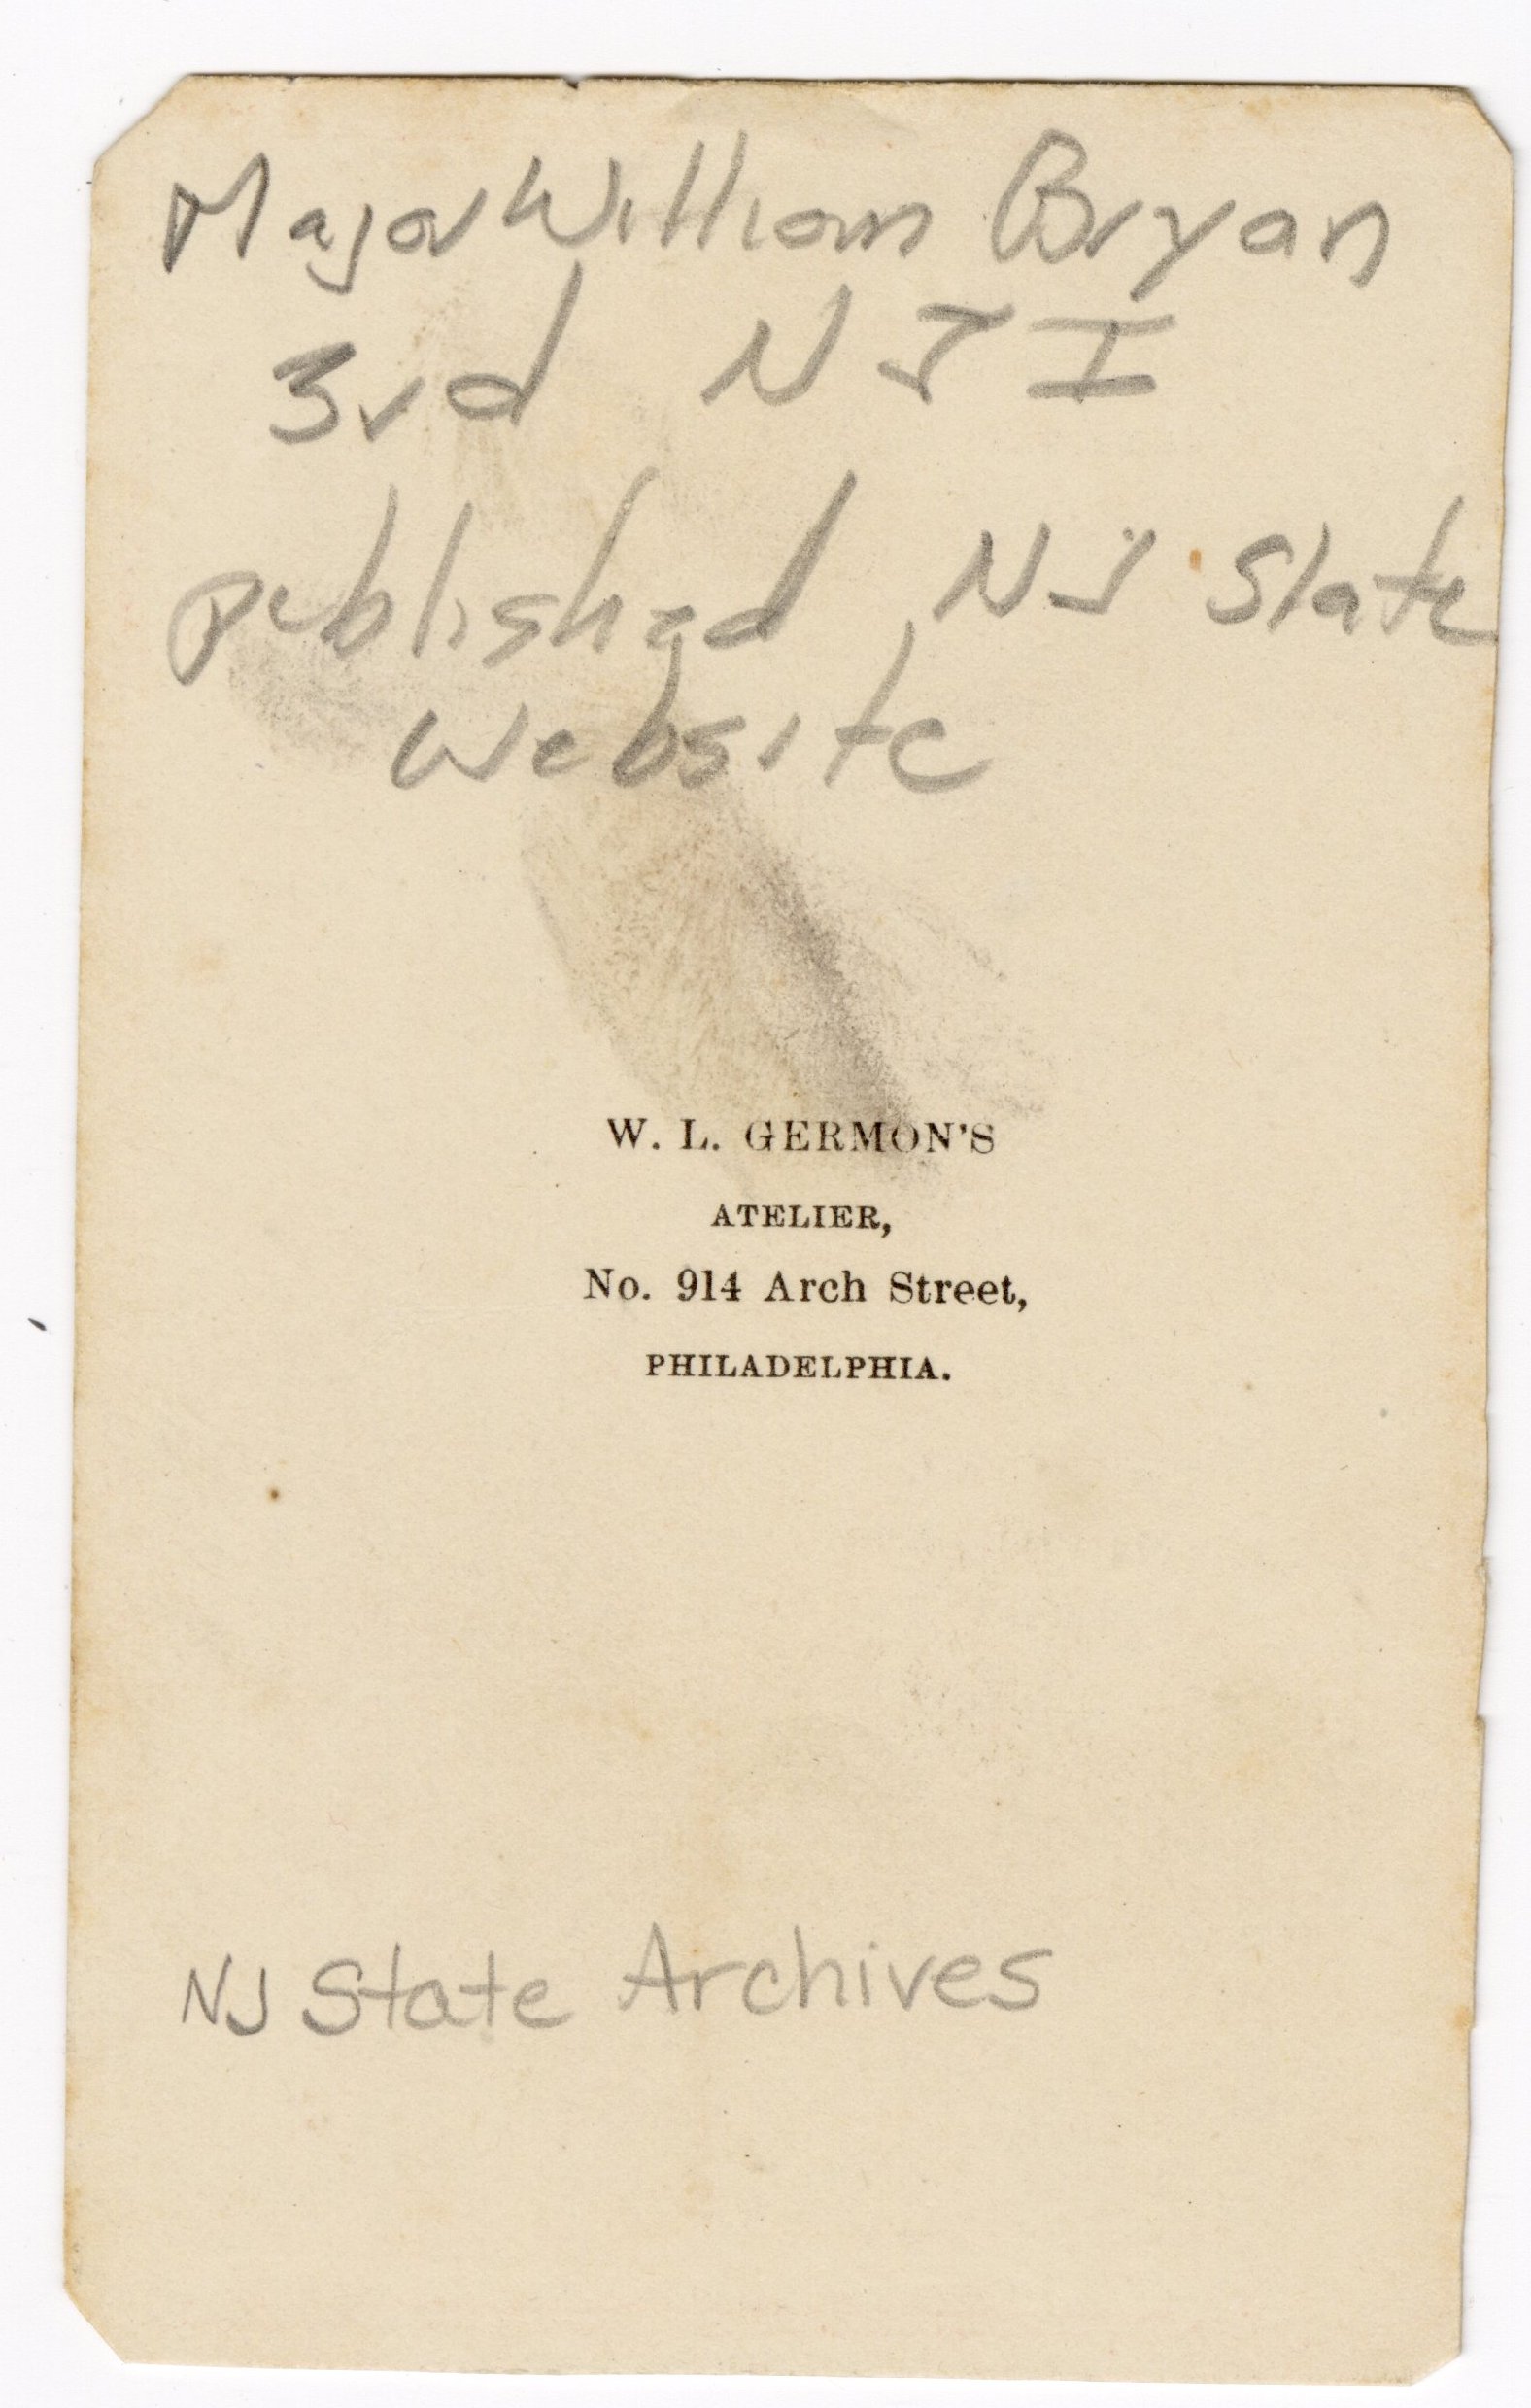 Major William Bryan
3rd NJI
published NJ State
website
W. L. GERMON'S
ATELIER,
No. 914 Arch Street,
PHILADELPHIA.
NJ State Archives